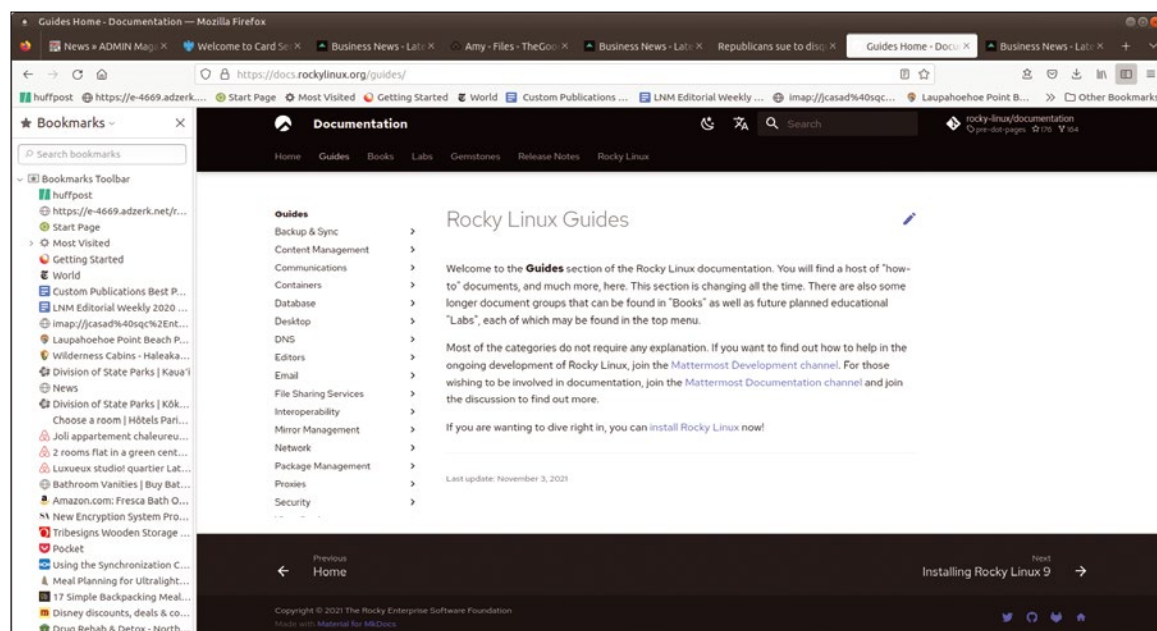 Guides Home - Documentation — Mozilla Firefox
News » ADMIN Maga
Welcome to Card Se
Business News - Late
Amy - Files - TheGoo
Business News - Late
Republicans sue to disq
Guides Home - Docu
Business News - Late
https://docs.rockylinux.org/guides/
huffpost
https://e-4669.adzerk....
Start Page
Most Visited
Getting Started
World
Custom Publications ...
LNM Editorial Weekly ...
imap://jcasad%40sqc...
Laupahoehoe Point B...
Other Bookmarks
Bookmarks
Search bookmarks
Bookmarks Toolbar
huffpost
https://e-4669.adzerk.net/r...
Start Page
Most Visited
Getting Started
World
Custom Publications Best P...
LNM Editorial Weekly 2020 ...
imap://jcasad%40sqc%2Ent...
Laupahoehoe Point Beach P...
Wilderness Cabins - Haleaka...
Division of State Parks | Kaua'i
News
Division of State Parks | Kōk...
Choose a room | Hôtels Pari...
Joli appartement chaleureu...
2 rooms flat in a green cent...
Luxueux studio! quartier Lat...
Bathroom Vanities | Buy Bat...
Amazon.com: Fresca Bath O...
New Encryption System Pro...
Tribesigns Wooden Storage ...
Pocket
Using the Synchronization C...
Meal Planning for Ultralight...
17 Simple Backpacking Meal...
Disney discounts, deals & co...
Drug Rehab & Detox - North...
Documentation
Search
rocky-linux/documentation
pre-dot-pages 176 164
Home Guides Books Labs Gemstones Release Notes Rocky Linux
Guides
Backup & Sync
Content Management
Communications
Containers
Database
Desktop
DNS
Editors
Email
File Sharing Services
Interoperability
Mirror Management
Network
Package Management
Proxies
Security
Rocky Linux Guides
Welcome to the Guides section of the Rocky Linux documentation. You will find a host of "how-
to" documents, and much more, here. This section is changing all the time. There are also some
longer document groups that can be found in "Books" as well as future planned educational
"Labs", each of which may be found in the top menu.
Most of the categories do not require any explanation. If you want to find out how to help in the
ongoing development of Rocky Linux, join the Mattermost Development channel. For those
wishing to be involved in documentation, join the Mattermost Documentation channel and join
the discussion to find out more.
If you are wanting to dive right in, you can install Rocky Linux now!
Last update: November 3, 2021
Previous
Home
Next
Installing Rocky Linux 9
Copyright © 2021 The Rocky Enterprise Software Foundation
Made with Material for MkDocs